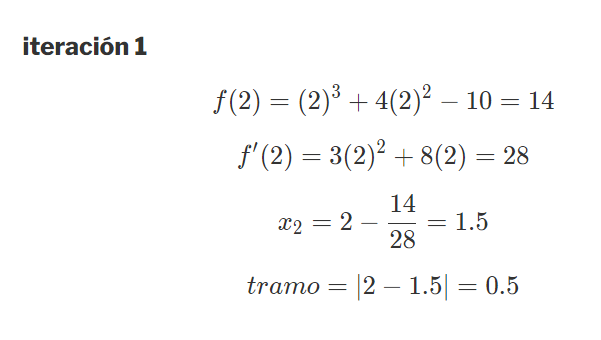 iteración 1
f(2) = (2)³ + 4(2)² − 10 = 14
f′(2) = 3(2)² + 8(2) = 28
x₂ = 2 − 14/28 = 1.5
tramo = |2 − 1.5| = 0.5